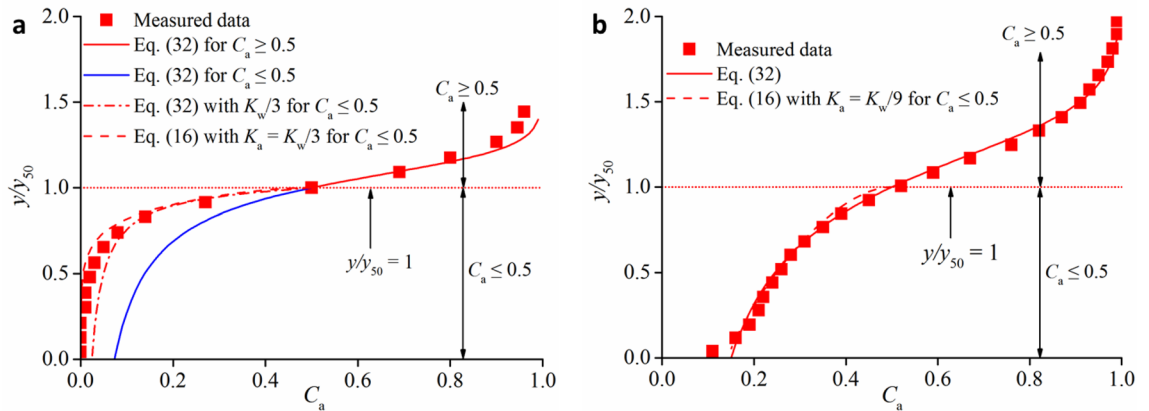 a
2.0
1.5
1.0
0.5
0.0
y/y50
Measured data
Eq. (32) for Ca ≥ 0.5
Eq. (32) for Ca ≤ 0.5
Eq. (32) with Kw/3 for Ca ≤ 0.5
Eq. (16) with Ka = Kw/3 for Ca ≤ 0.5
Ca ≥ 0.5
y/y50 = 1
Ca ≤ 0.5
0.0 0.2 0.4 0.6 0.8 1.0
Ca
b
2.0
1.5
1.0
0.5
0.0
y/y50
Measured data
Eq. (32)
Eq. (16) with Ka = Kw/9 for Ca ≤ 0.5
Ca ≥ 0.5
y/y50 = 1
Ca ≤ 0.5
0.0 0.2 0.4 0.6 0.8 1.0
Ca